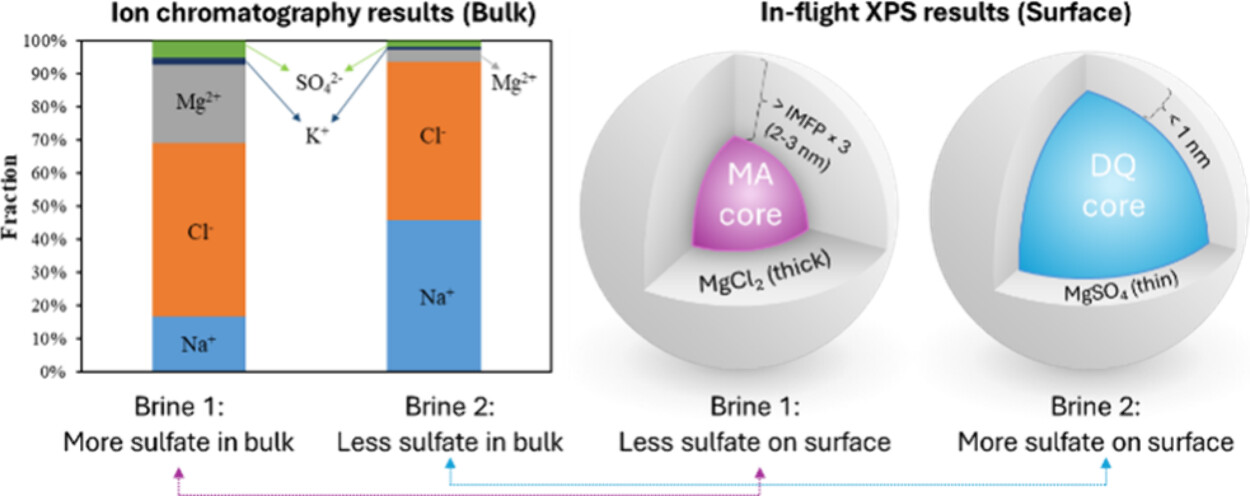 Ion chromatography results (Bulk)
In-flight XPS results (Surface)
Fraction
100%
90%
80%
70%
60%
50%
40%
30%
20%
10%
0%
Mg²⁺
Cl⁻
Na⁺
SO₄²⁻
K⁺
Cl⁻
Na⁺
Mg²⁺
> IMFP × 3
(2-3 nm)
MA
core
MgCl₂ (thick)
< 1 nm
DQ
core
MgSO₄ (thin)
Brine 1:
More sulfate in bulk
Brine 2:
Less sulfate in bulk
Brine 1:
Less sulfate on surface
Brine 2:
More sulfate on surface